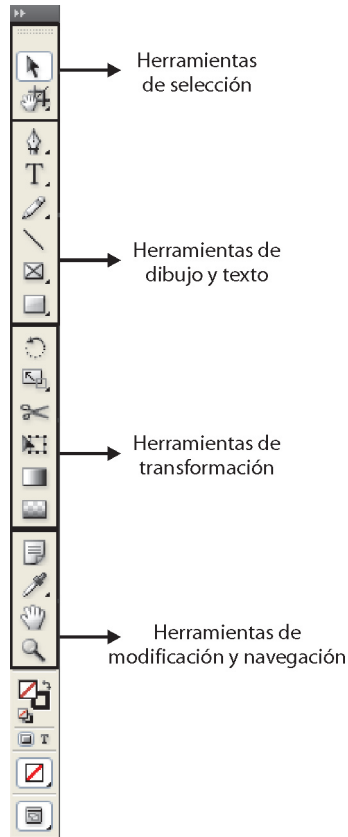 Herramientas
de selección
T
Herramientas de
dibujo y texto
Herramientas de
transformación
Herramientas de
modificación y navegación
T